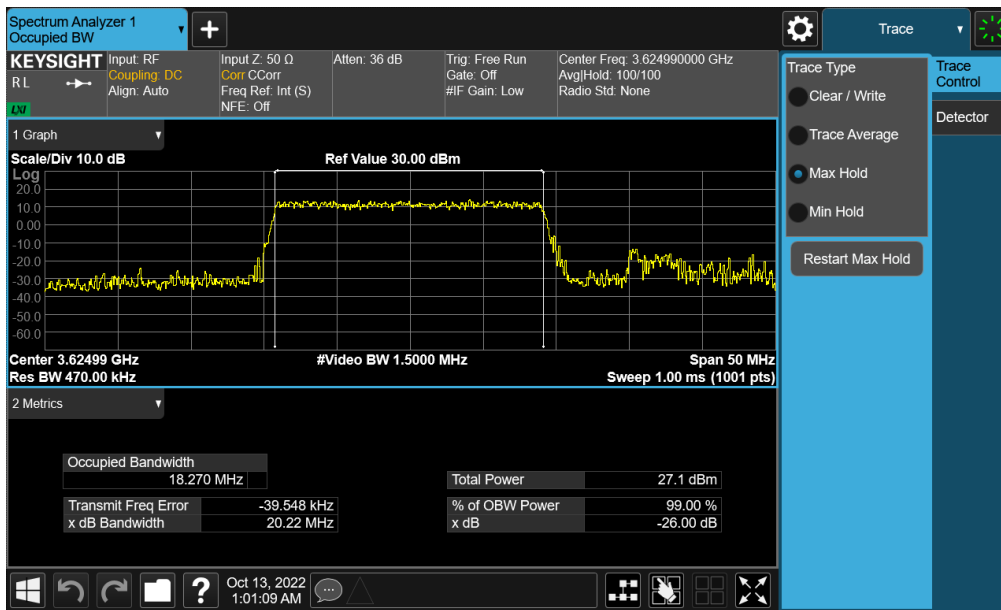 Spectrum Analyzer 1
Occupied BW
+
Trace
KEYSIGHT
R L
LXI
Input: RF
Coupling: DC
Align: Auto
Input Z: 50 Ω
Corr CCorr
Freq Ref: Int (S)
NFE: Off
Atten: 36 dB
Trig: Free Run
Gate: Off
#IF Gain: Low
Center Freq: 3.624990000 GHz
Avg|Hold: 100/100
Radio Std: None
Trace Type
Clear / Write
Trace Average
Max Hold
Min Hold
Restart Max Hold
Trace
Control
Detector
1 Graph
Scale/Div 10.0 dB
Ref Value 30.00 dBm
Log
20.0
10.0
0.00
-10.0
-20.0
-30.0
-40.0
-50.0
-60.0
Center 3.62499 GHz
#Video BW 1.5000 MHz
Span 50 MHz
Res BW 470.00 kHz
Sweep 1.00 ms (1001 pts)
2 Metrics
Occupied Bandwidth
18.270 MHz
Total Power 27.1 dBm
Transmit Freq Error -39.548 kHz
% of OBW Power 99.00 %
x dB Bandwidth 20.22 MHz
x dB -26.00 dB
?
Oct 13, 2022
1:01:09 AM